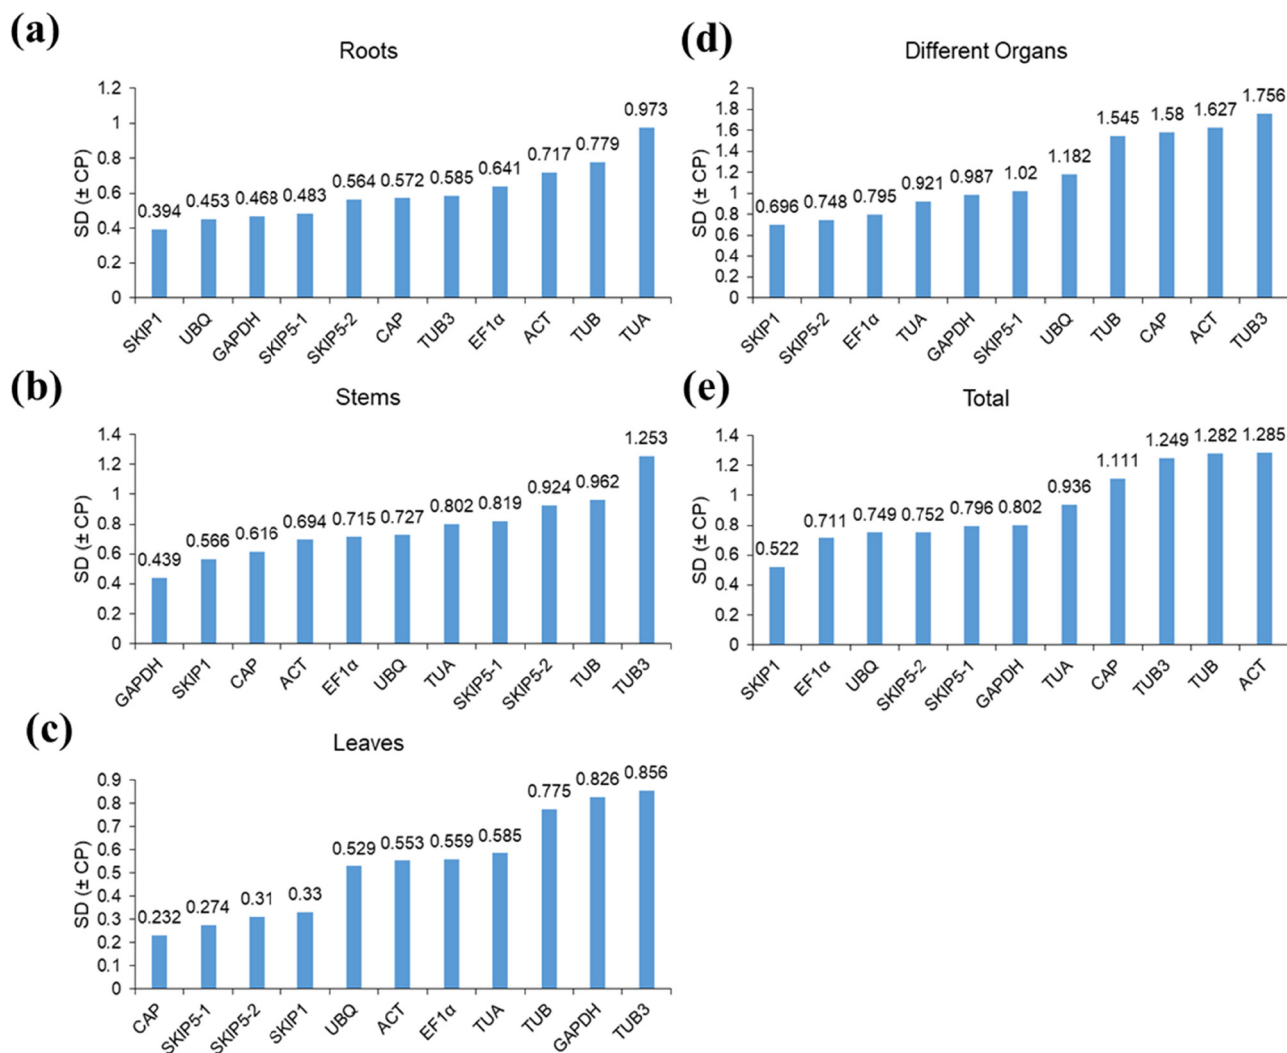 (a)
Roots
SD (± CP)
1.2
1
0.8
0.6
0.4
0.2
0
0.394
0.453
0.468
0.483
0.564
0.572
0.585
0.641
0.717
0.779
0.973
SKIP1
UBQ
GAPDH
SKIP5-1
SKIP5-2
CAP
TUB3
EF1α
ACT
TUB
TUA
(b)
Stems
SD (± CP)
1.4
1.2
1
0.8
0.6
0.4
0.2
0
0.439
0.566
0.616
0.694
0.715
0.727
0.802
0.819
0.924
0.962
1.253
GAPDH
SKIP1
CAP
ACT
EF1α
UBQ
TUA
SKIP5-1
SKIP5-2
TUB
TUB3
(c)
Leaves
SD (± CP)
0.9
0.8
0.7
0.6
0.5
0.4
0.3
0.2
0.1
0
0.232
0.274
0.31
0.33
0.529
0.553
0.559
0.585
0.775
0.826
0.856
CAP
SKIP5-1
SKIP5-2
SKIP1
UBQ
ACT
EF1α
TUA
TUB
GAPDH
TUB3
(d)
Different Organs
SD (± CP)
2
1.8
1.6
1.4
1.2
1
0.8
0.6
0.4
0.2
0
0.696
0.748
0.795
0.921
0.987
1.02
1.182
1.545
1.58
1.627
1.756
SKIP1
SKIP5-2
EF1α
TUA
GAPDH
SKIP5-1
UBQ
TUB
CAP
ACT
TUB3
(e)
Total
SD (± CP)
1.4
1.2
1
0.8
0.6
0.4
0.2
0
0.522
0.711
0.749
0.752
0.796
0.802
0.936
1.111
1.249
1.282
1.285
SKIP1
EF1α
UBQ
SKIP5-2
SKIP5-1
GAPDH
TUA
CAP
TUB3
TUB
ACT